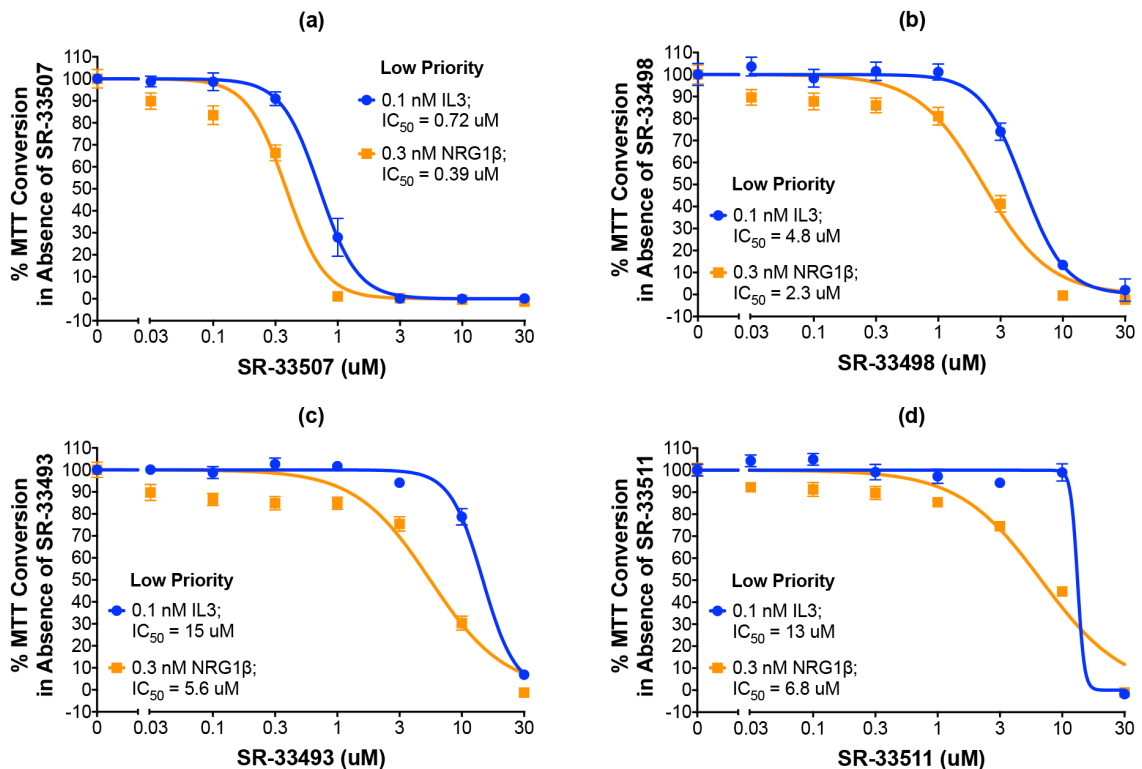 (a)
% MTT Conversion
in Absence of SR-33507
110
100
90
80
70
60
50
40
30
20
10
0
-10
0
0.03
0.1
0.3
1
3
10
30
SR-33507 (uM)
Low Priority
0.1 nM IL3;
IC50 = 0.72 uM
0.3 nM NRG1β;
IC50 = 0.39 uM
(b)
% MTT Conversion
in Absence of SR-33498
110
100
90
80
70
60
50
40
30
20
10
0
-10
0
0.03
0.1
0.3
1
3
10
30
SR-33498 (uM)
Low Priority
0.1 nM IL3;
IC50 = 4.8 uM
0.3 nM NRG1β;
IC50 = 2.3 uM
(c)
% MTT Conversion
in Absence of SR-33493
110
100
90
80
70
60
50
40
30
20
10
0
-10
0
0.03
0.1
0.3
1
3
10
30
SR-33493 (uM)
Low Priority
0.1 nM IL3;
IC50 = 15 uM
0.3 nM NRG1β;
IC50 = 5.6 uM
(d)
% MTT Conversion
in Absence of SR-33511
110
100
90
80
70
60
50
40
30
20
10
0
-10
0
0.03
0.1
0.3
1
3
10
30
SR-33511 (uM)
Low Priority
0.1 nM IL3;
IC50 = 13 uM
0.3 nM NRG1β;
IC50 = 6.8 uM